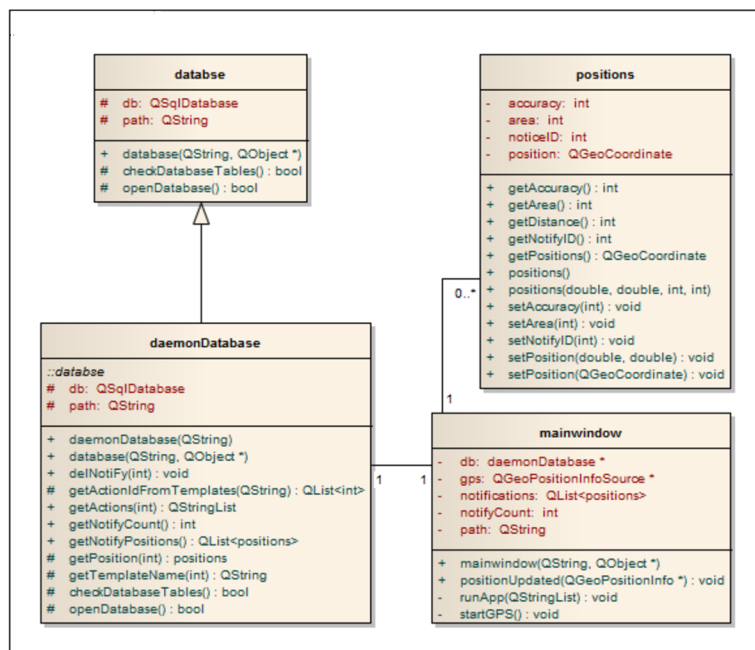 databse
# db: QSqlDatabase
# path: QString
+ database(QString, QObject *)
# checkDatabaseTables() : bool
# openDatabase() : bool
positions
- accuracy: int
- area: int
- noticeID: int
- position: QGeoCoordinate
+ getAccuracy() : int
+ getArea() : int
+ getDistance() : int
+ getNotifyID() : int
+ getPositions() : QGeoCoordinate
+ positions()
+ positions(double, double, int, int)
+ setAccuracy(int) : void
+ setArea(int) : void
+ setNotifyID(int) : void
+ setPosition(double, double) : void
+ setPosition(QGeoCoordinate) : void
0..*
1
daemonDatabase
::databse
# db: QSqlDatabase
# path: QString
+ daemonDatabase(QString)
+ database(QString, QObject *)
+ delNotiFy(int) : void
# getActionIdFromTemplates(QString) : QList<int>
+ getActions(int) : QStringList
+ getNotifyCount() : int
+ getNotifyPositions() : QList<positions>
# getPosition(int) : positions
# getTemplateName(int) : QString
# checkDatabaseTables() : bool
# openDatabase() : bool
1
1
mainwindow
- db: daemonDatabase *
- gps: QGeoPositionInfoSource *
- notifications: QList<positions>
- notifyCount: int
- path: QString
+ mainwindow(QString, QObject *)
+ positionUpdated(QGeoPositionInfo *) : void
- runApp(QStringList) : void
- startGPS() : void